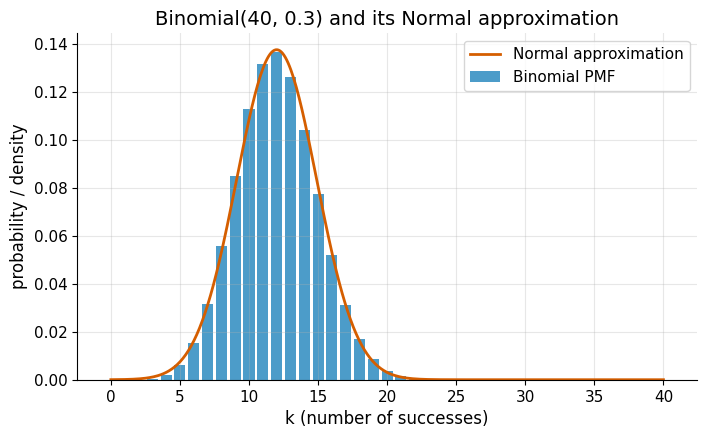 Binomial(40, 0.3) and its Normal approximation
Normal approximation
Binomial PMF
probability / density
0.14
0.12
0.10
0.08
0.06
0.04
0.02
0.00
0 5 10 15 20 25 30 35 40
k (number of successes)